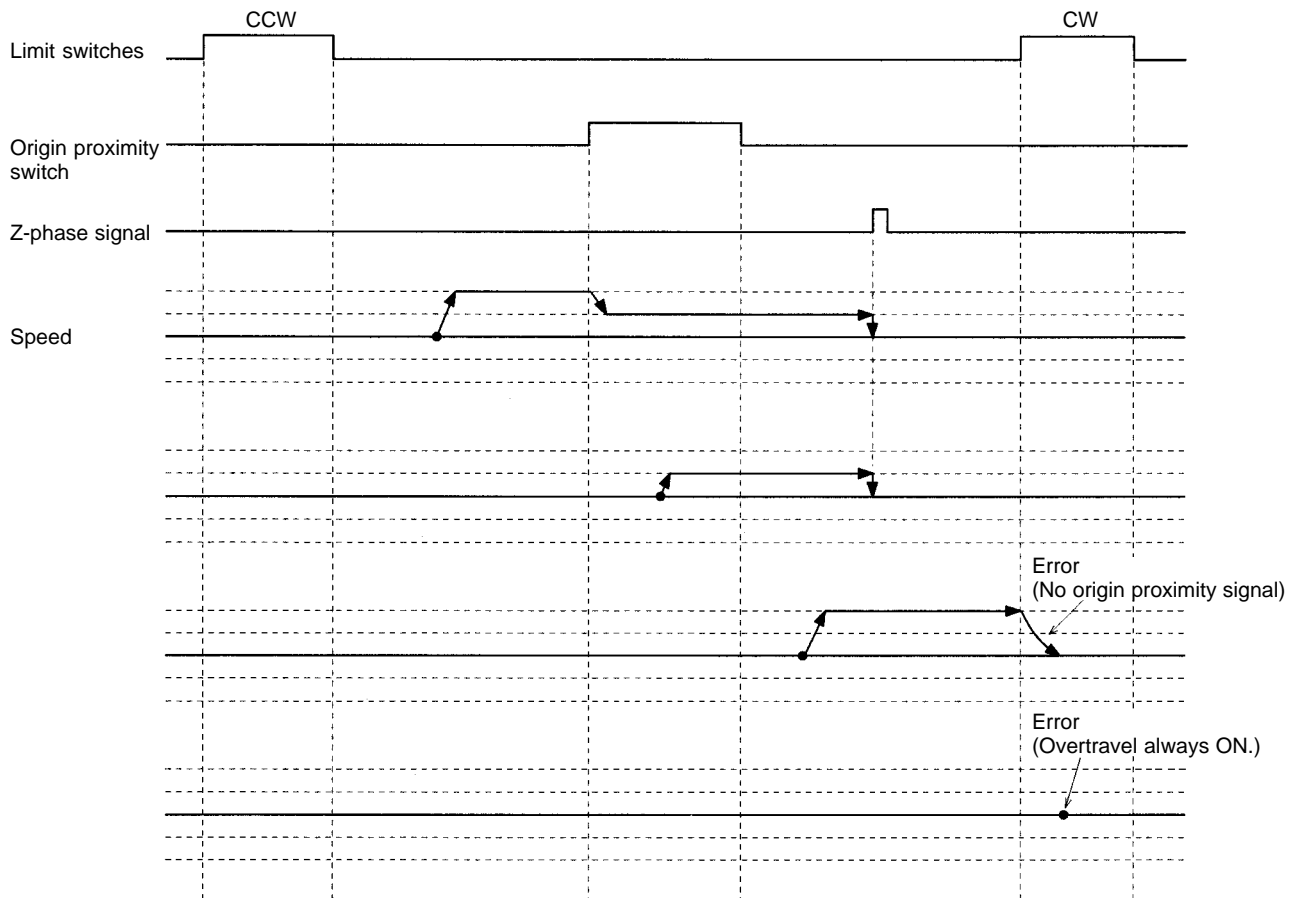 CCW
CW
Limit switches
Origin proximity
switch
Z-phase signal
Speed
Error
(No origin proximity signal)
Error
(Overtravel always ON.)